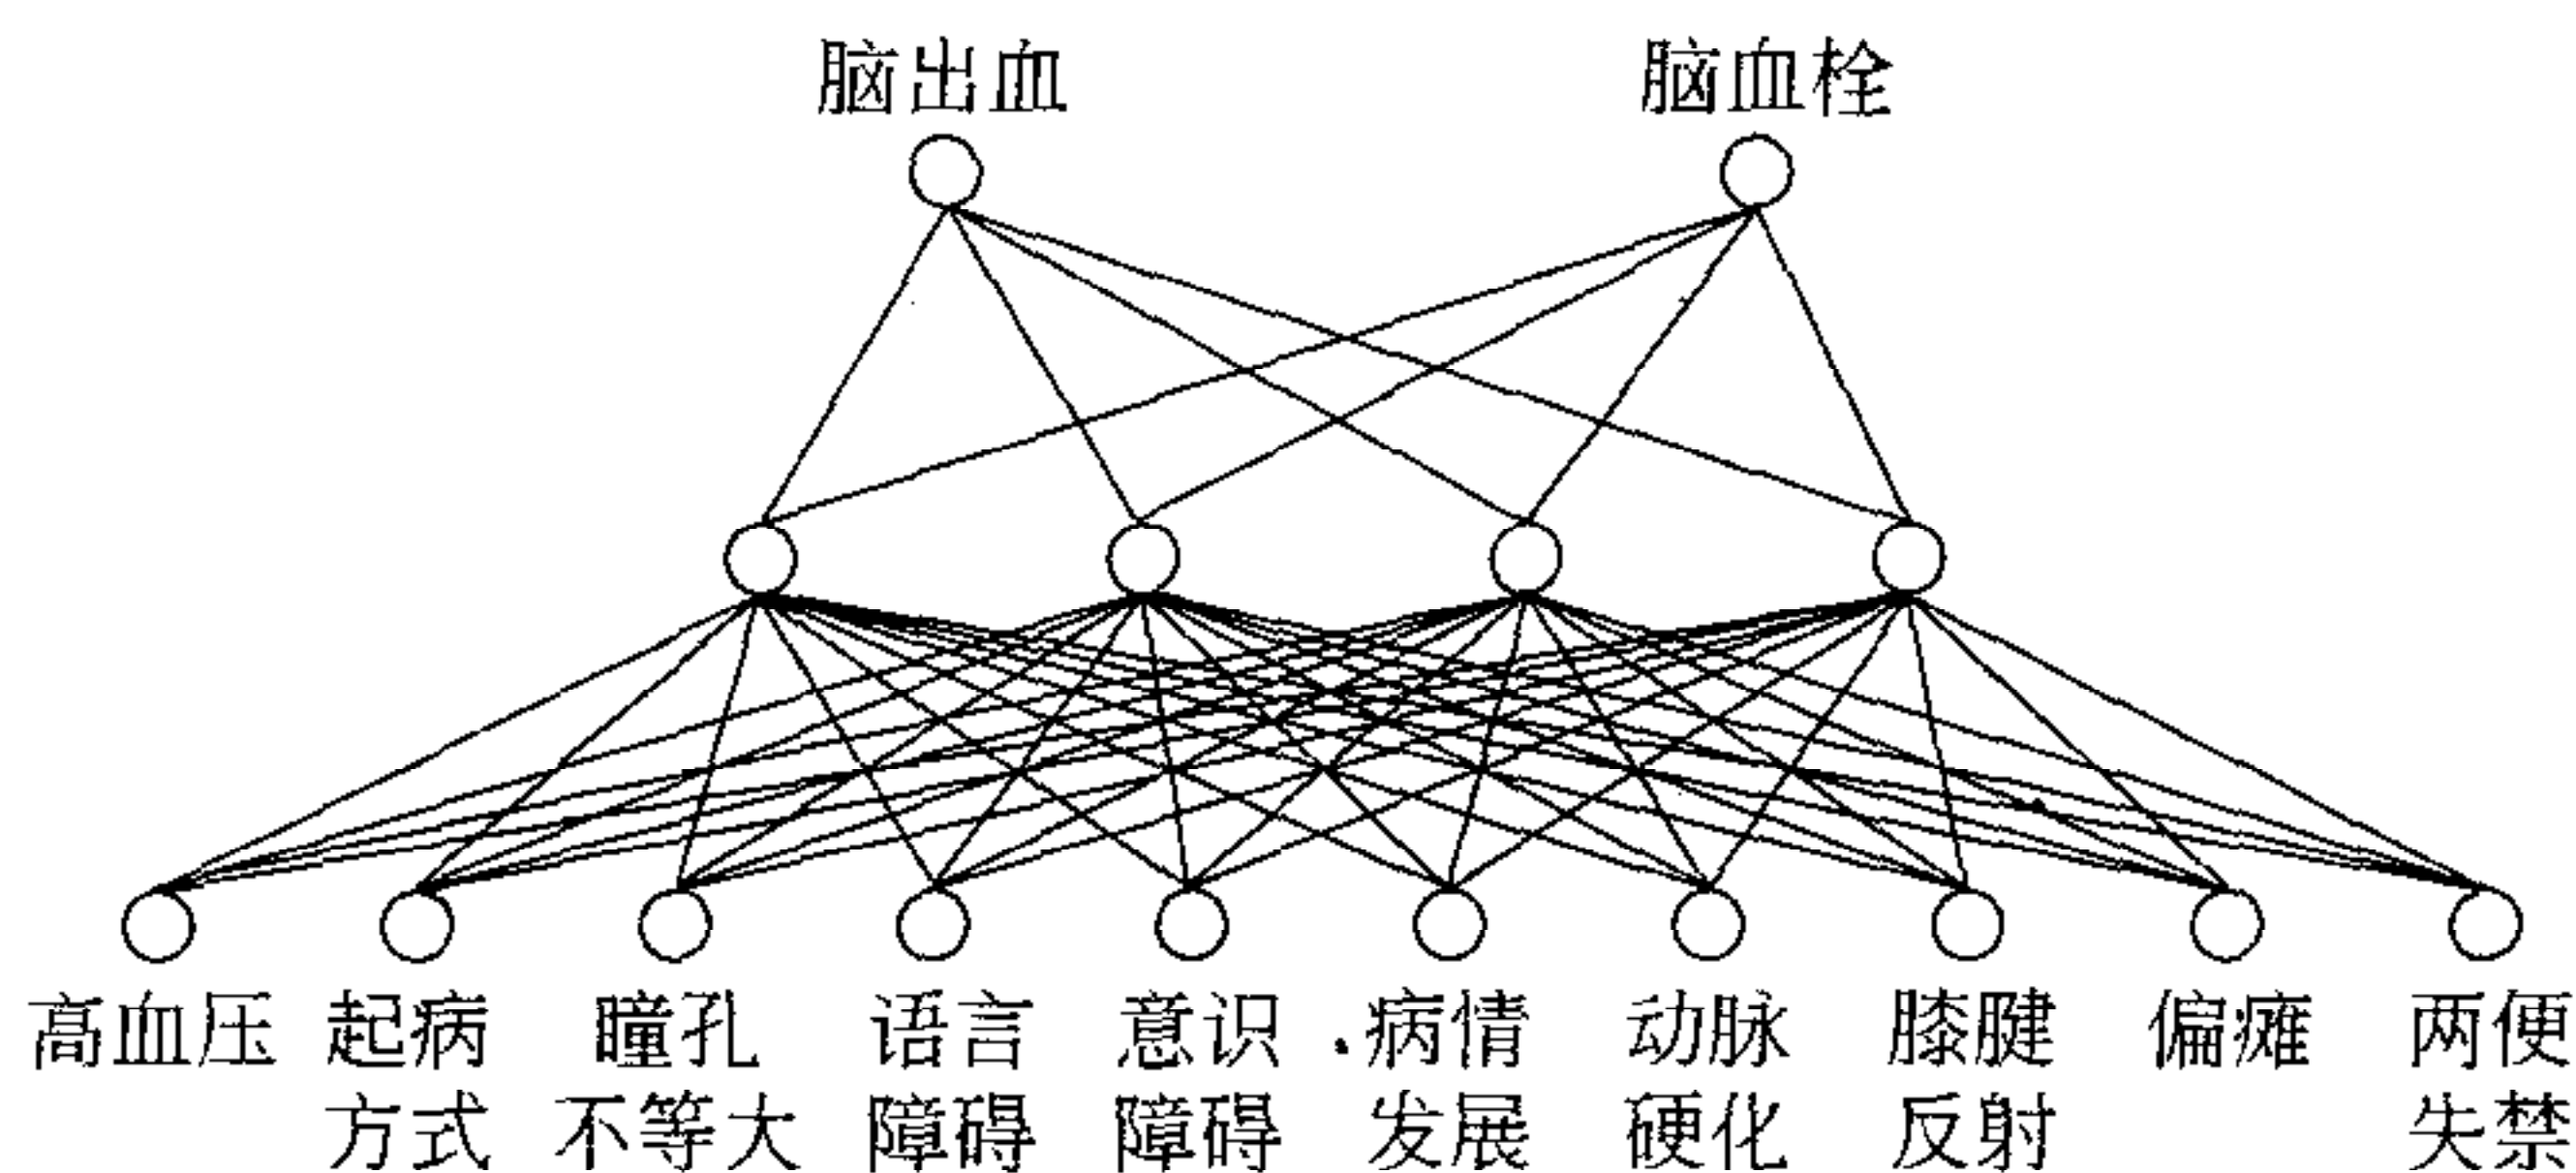 脑出血 脑血栓
高血压 起病 瞳孔 语言 意识 病情 动脉 膝腱 偏瘫 两便
方式 不等大 障碍 障碍 发展 硬化 反射 失禁